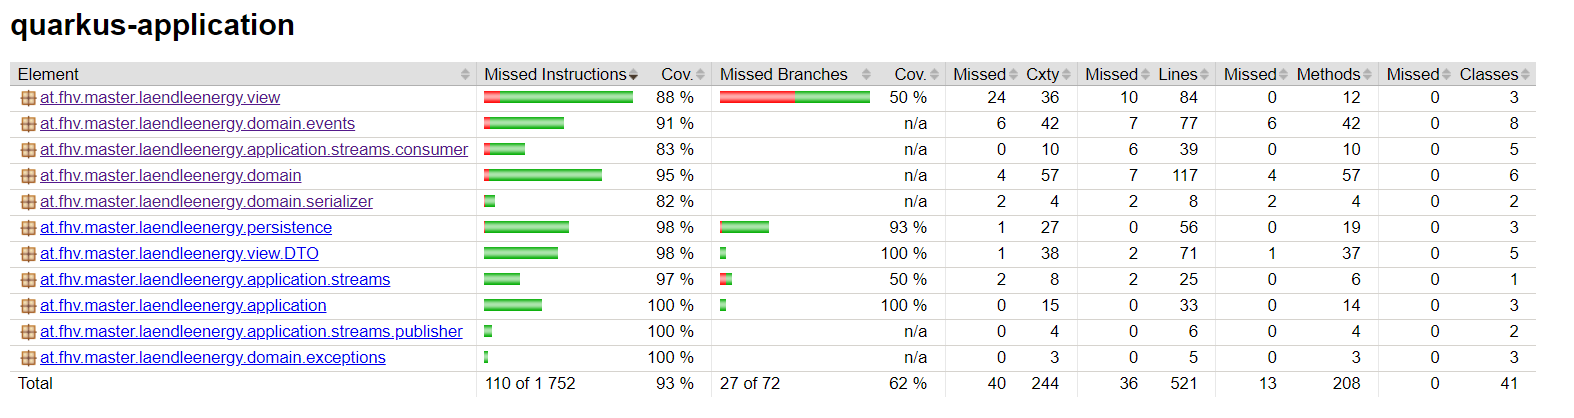 quarkus-application
Element Missed Instructions Cov. Missed Branches Cov. Missed Cxty Missed Lines Missed Methods Missed Classes
at.fhv.master.laendleenergy.view 88 % 50 % 24 36 10 84 0 12 0 3
at.fhv.master.laendleenergy.domain.events 91 % n/a 6 42 7 77 6 42 0 8
at.fhv.master.laendleenergy.application.streams.consumer 83 % n/a 0 10 6 39 0 10 0 5
at.fhv.master.laendleenergy.domain 95 % n/a 4 57 7 117 4 57 0 6
at.fhv.master.laendleenergy.domain.serializer 82 % n/a 2 4 2 8 2 4 0 2
at.fhv.master.laendleenergy.persistence 98 % 93 % 1 27 0 56 0 19 0 3
at.fhv.master.laendleenergy.view.DTO 98 % 100 % 1 38 2 71 1 37 0 5
at.fhv.master.laendleenergy.application.streams 97 % 50 % 2 8 2 25 0 6 0 1
at.fhv.master.laendleenergy.application 100 % 100 % 0 15 0 33 0 14 0 3
at.fhv.master.laendleenergy.application.streams.publisher 100 % n/a 0 4 0 6 0 4 0 2
at.fhv.master.laendleenergy.domain.exceptions 100 % n/a 0 3 0 5 0 3 0 3
Total 110 of 1 752 93 % 27 of 72 62 % 40 244 36 521 13 208 0 41